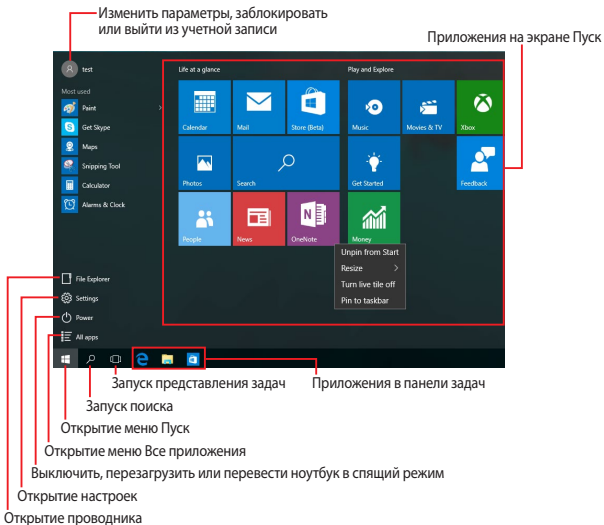 Изменить параметры, заблокировать
или выйти из учетной записи
Приложения на экране Пуск
test
Most used
Paint
Get Skype
Maps
Snipping Tool
Calculator
Alarms & Clock
File Explorer
Settings
Power
All apps
Life at a glance
Play and Explore
Calendar
Mail
Store (Beta)
Music
Movies & TV
Xbox
Photos
Search
Get Started
Feedback
People
News
OneNote
Money
Unpin from Start
Resize
Turn live tile off
Pin to taskbar
Запуск представления задач
Приложения в панели задач
Запуск поиска
Открытие меню Пуск
Открытие меню Все приложения
Выключить, перезагрузить или перевести ноутбук в спящий режим
Открытие настроек
Открытие проводника